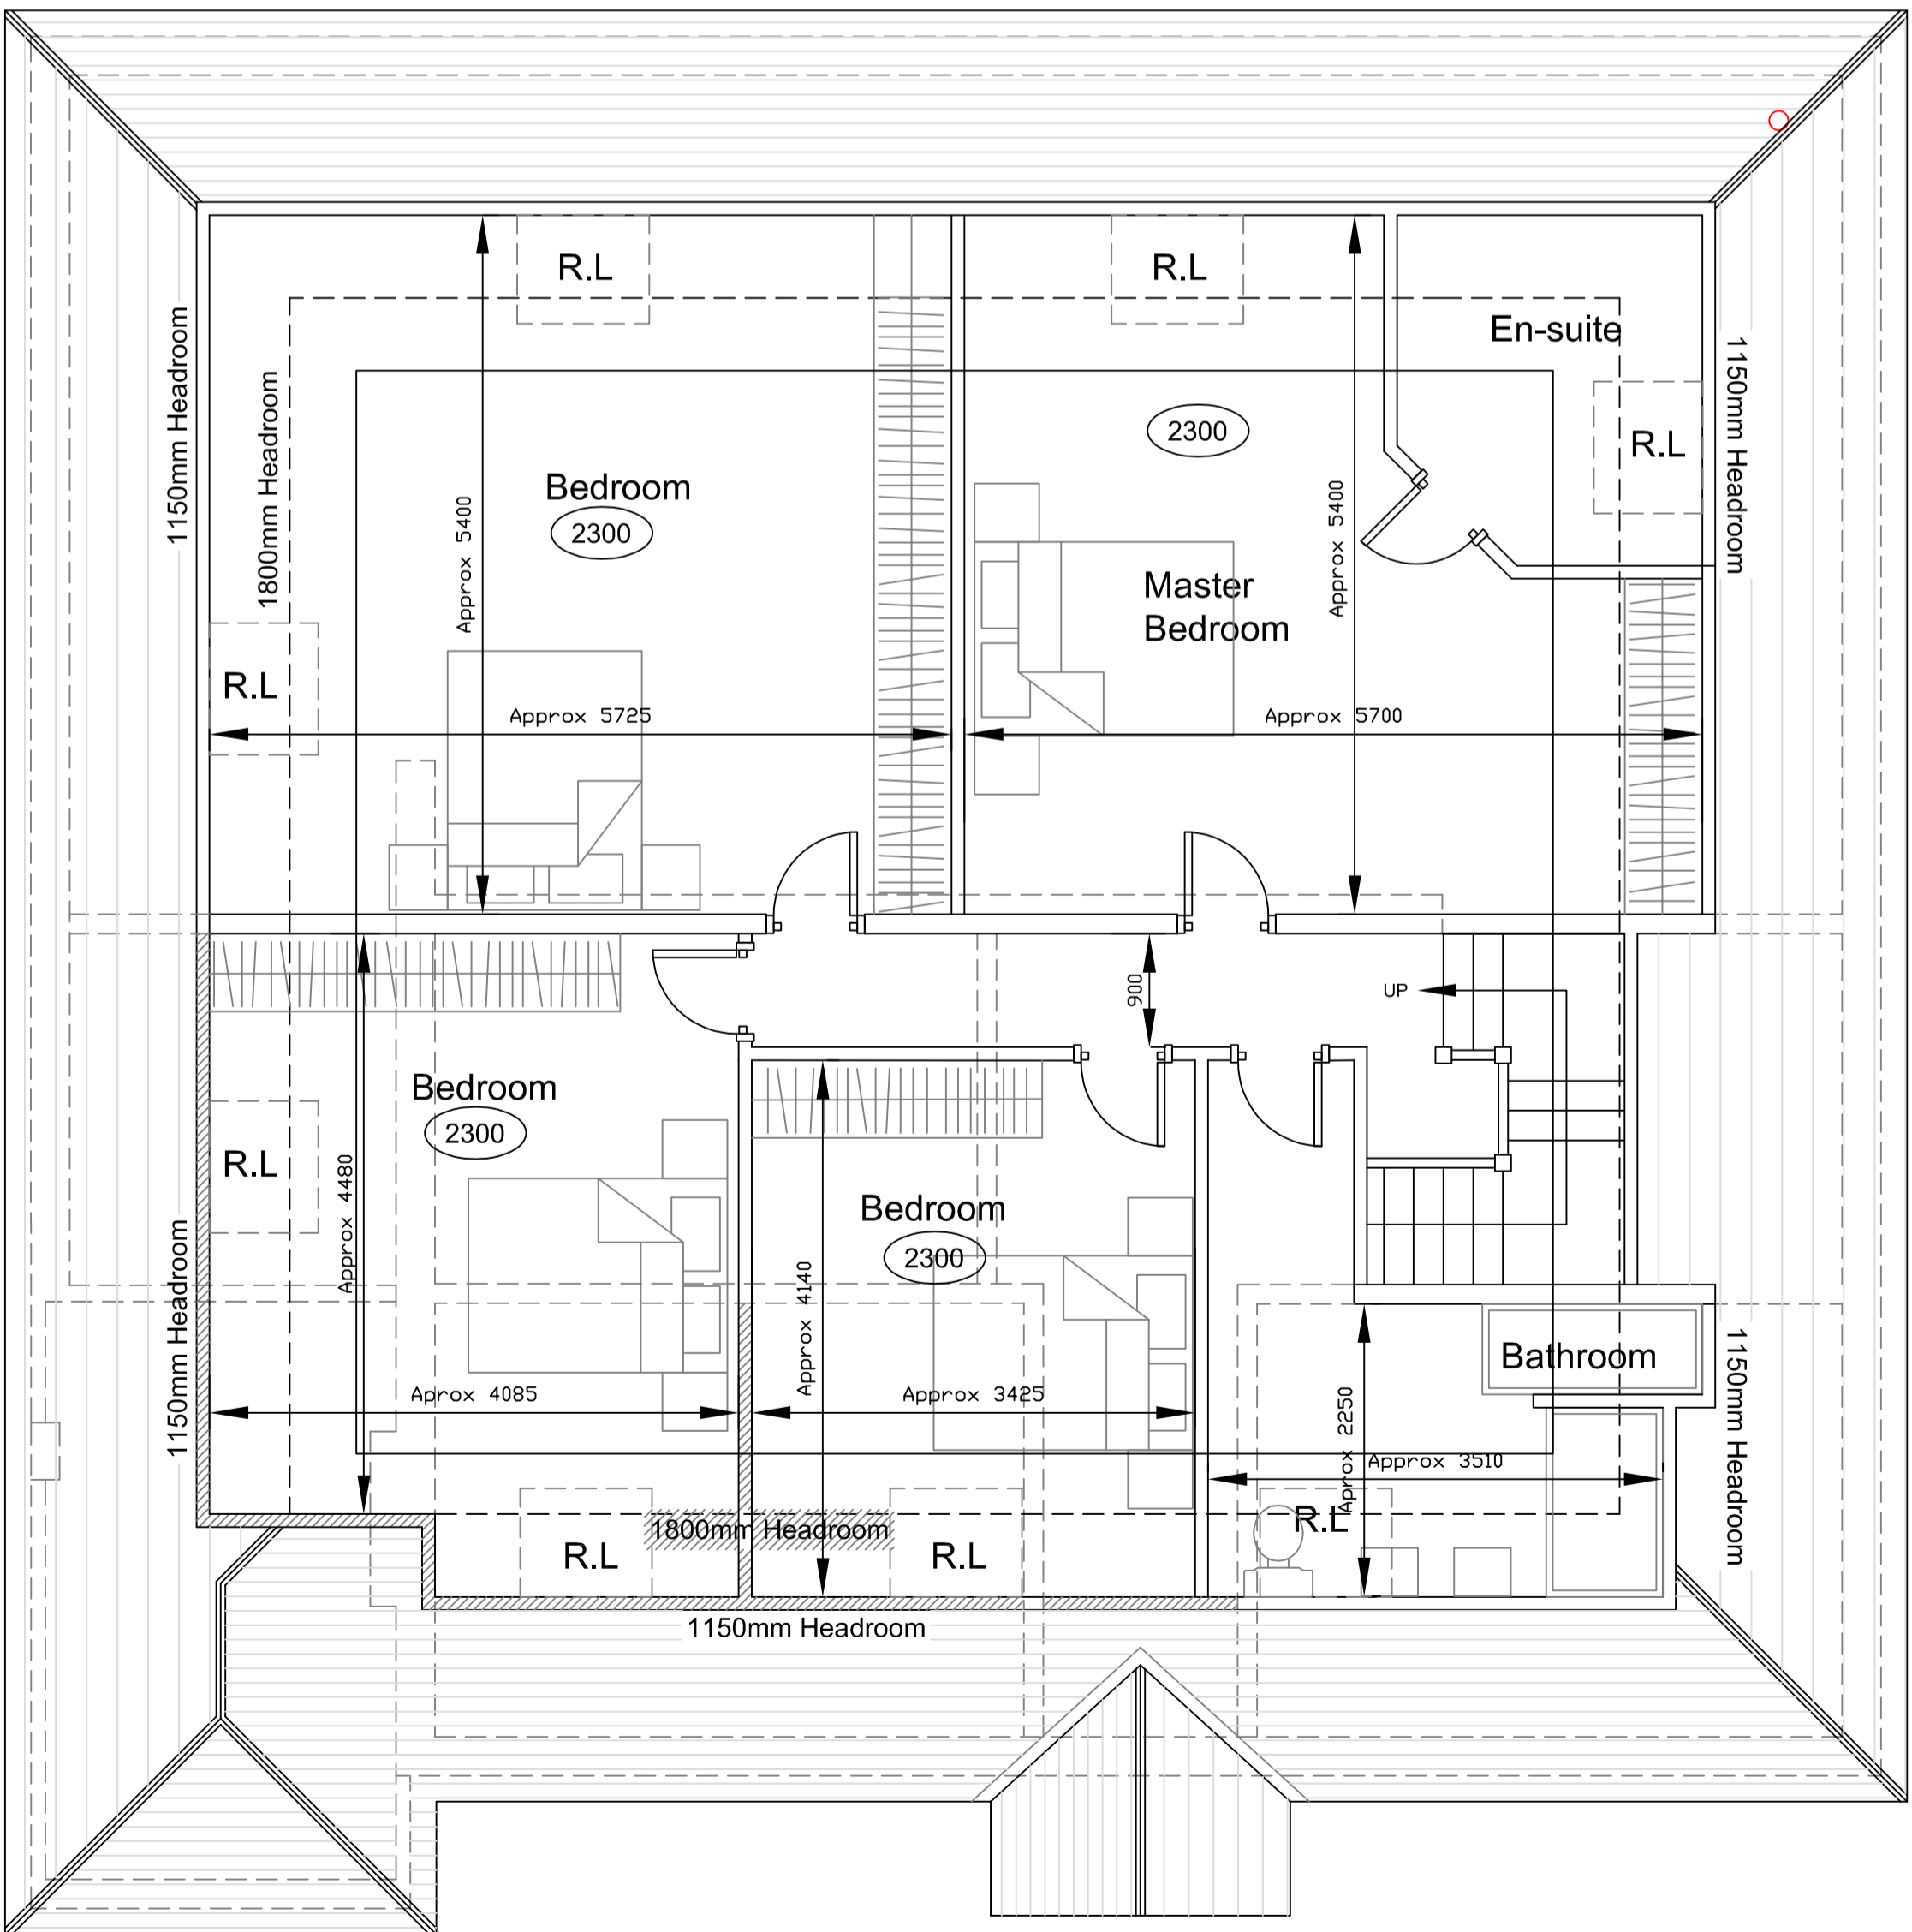 R.L
R.L
En-suite
1150mm Headroom
1800mm Headroom
1150mm Headroom
2300
R.L
Bedroom
2300
Approx 5400
Approx 5400
Master
Bedroom
R.L
Approx 5725
Approx 5700
900
UP
Bedroom
2300
R.L
Approx 4480
Bedroom
2300
Approx 4140
1150mm Headroom
Bathroom
1150mm Headroom
Aprox 4085
Approx 3425
Aprox 2250
Approx 3510
1800mm Headroom
R.L
R.L
R.L
1150mm Headroom